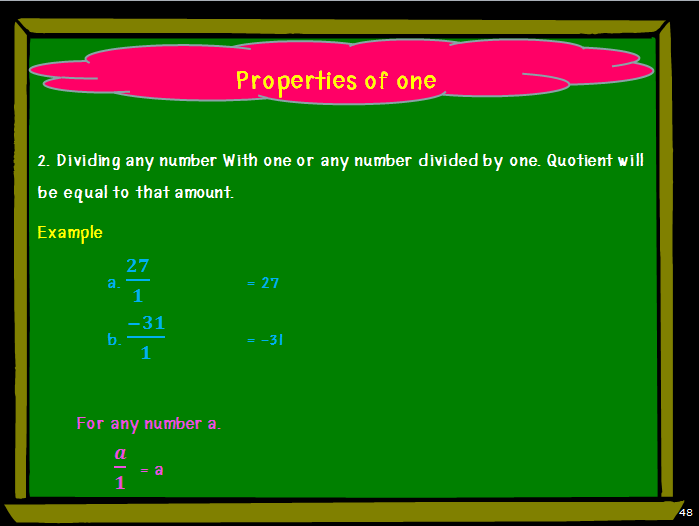 Properties of one
2. Dividing any number With one or any number divided by one. Quotient will
be equal to that amount.
Example
a. 27/1 = 27
b. −31/1 = -31
For any number a.
a/1 = a
48